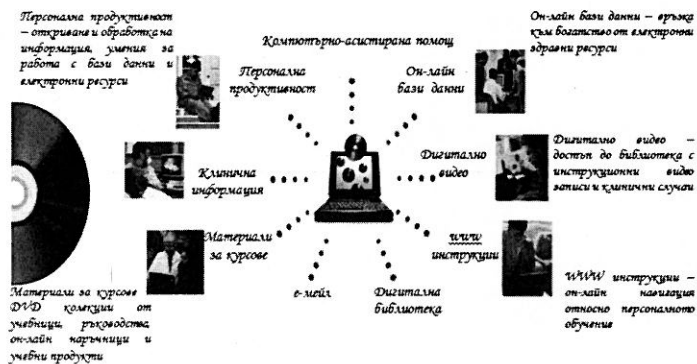 Персонална продуктивност
– откриване и обработка на
информация, умения за
работа с бази данни и
електронни ресурси
Компютърно-асистирана помощ
Он-лайн бази данни – връзка
към богатство от електронни
здравни ресурси
Персонална
продуктивност
Он-лайн
бази данни
Клинична
информация
Дигитално
видео
Дигитално видео –
достъп до библиотека с
инструкционни видео
записи и клинични случаи
Материали
за курсове
www
инструкции
е-мейл
Дигитална
библиотека
Материали за курсове
DVD колекции от
учебници, ръководства,
он-лайн наръчници и
учебни продукти
WWW инструкции –
он-лайн навигация
относно персоналното
обучение